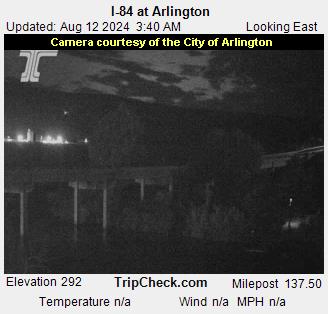 I-84 at Arlington
Updated: Aug 12 2024 3:40 AM Looking East
Camera courtesy of the City of Arlington
Elevation 292 TripCheck.com Milepost 137.50
Temperature n/a Wind n/a MPH n/a